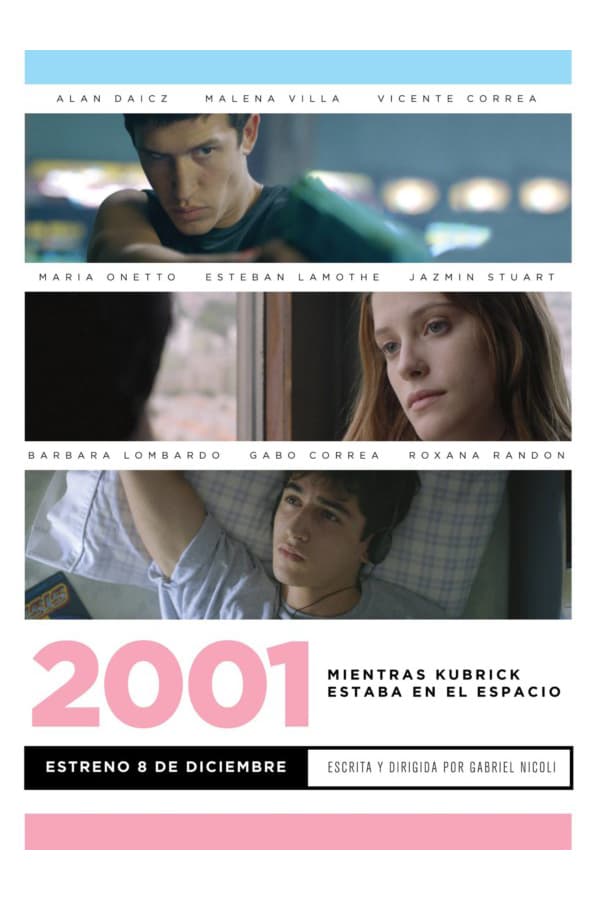 ALAN DAICZ MALENA VILLA VICENTE CORREA
MARIA ONETTO ESTEBAN LAMOTHE JAZMIN STUART
BARBARA LOMBARDO GABO CORREA ROXANA RANDON
2001
MIENTRAS KUBRICK
ESTABA EN EL ESPACIO
ESTRENO 8 DE DICIEMBRE
ESCRITA Y DIRIGIDA POR GABRIEL NICOLI